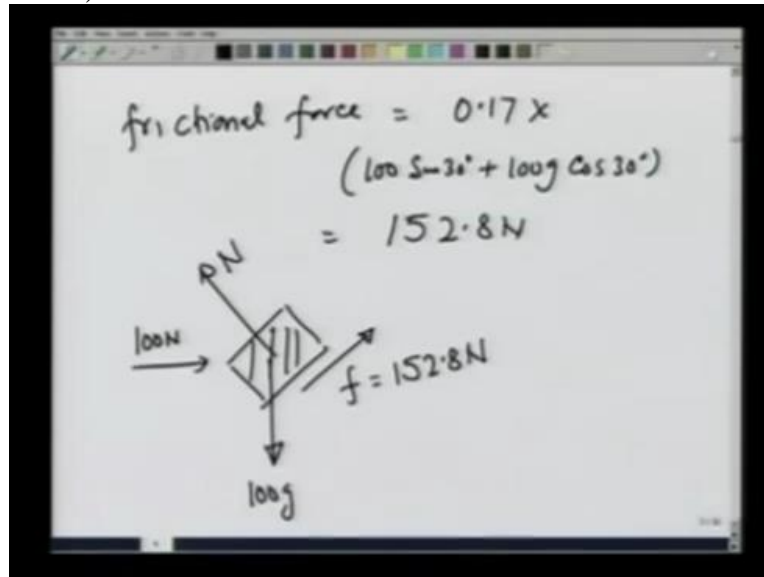 frictional force = 0.17 x
(100 Sin 30° + 100g Cos 30°)
= 152.8N
N
100N
f = 152.8N
100g